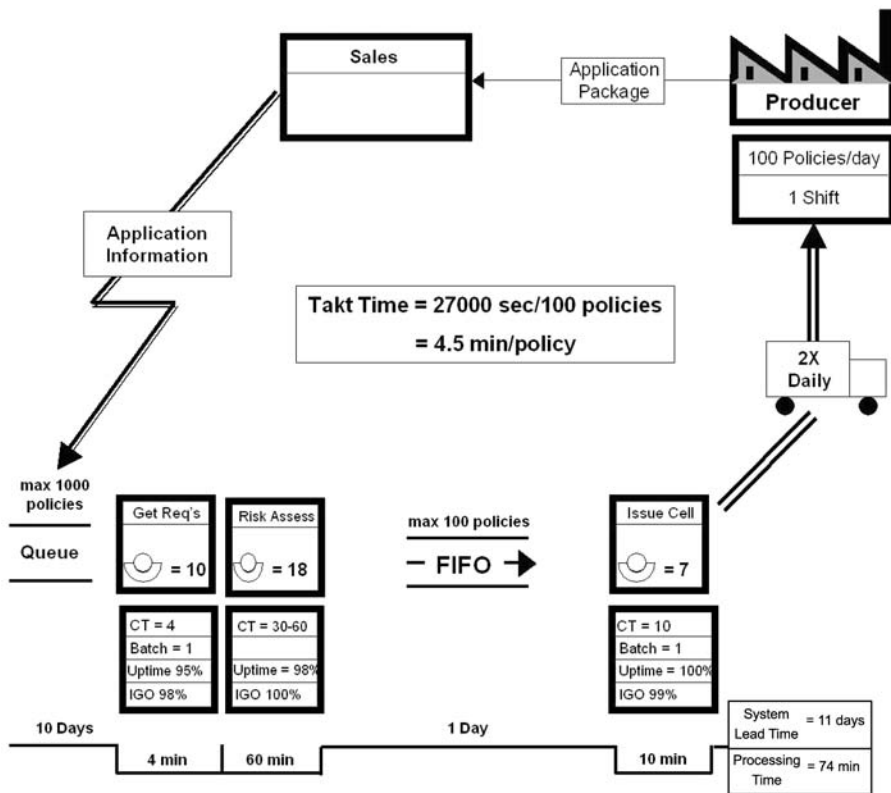 Sales
Application
Package
Producer
100 Policies/day
1 Shift
Application
Information
Takt Time = 27000 sec/100 policies
= 4.5 min/policy
2X
Daily
max 1000
policies
Queue
Get Req's
= 10
Risk Assess
= 18
max 100 policies
FIFO
Issue Cell
= 7
CT = 4
Batch = 1
Uptime 95%
IGO 98%
CT = 30-60
Uptime = 98%
IGO 100%
CT = 10
Batch = 1
Uptime = 100%
IGO 99%
10 Days
4 min
60 min
1 Day
10 min
System
Lead Time = 11 days
Processing
Time = 74 min